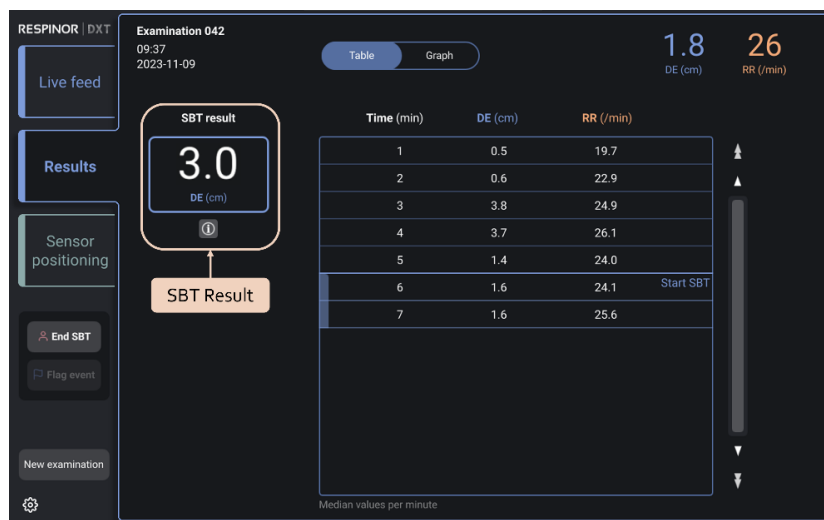 RESPINOR | DXT
Live feed
Results
Sensor
positioning
End SBT
Flag event
New examination
Examination 042
09:37
2023-11-09
Table Graph
1.8
DE (cm)
26
RR (/min)
SBT result
3.0
DE (cm)
SBT Result
Time (min) DE (cm) RR (/min)
1 0.5 19.7
2 0.6 22.9
3 3.8 24.9
4 3.7 26.1
5 1.4 24.0
6 1.6 24.1 Start SBT
7 1.6 25.6
Median values per minute